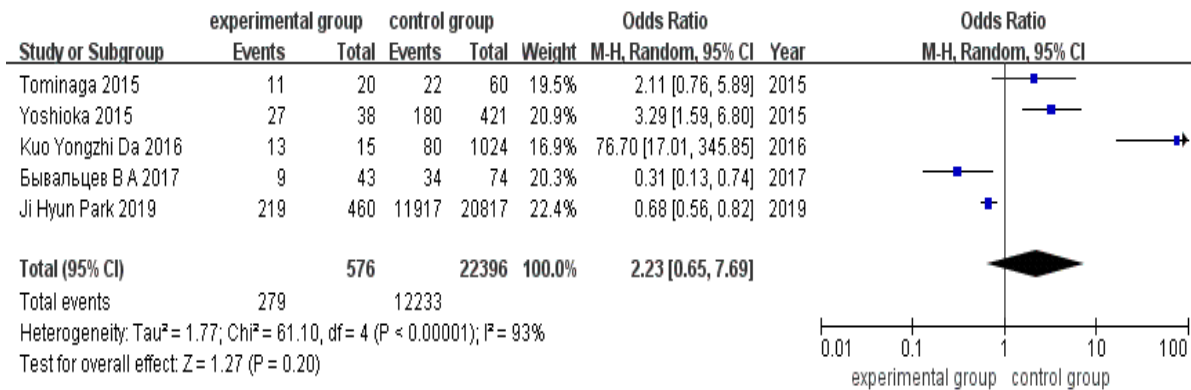 experimental group control group Odds Ratio Odds Ratio
Study or Subgroup Events Total Events Total Weight M-H, Random, 95% CI Year M-H, Random, 95% CI
Tominaga 2015 11 20 22 60 19.5% 2.11 [0.76, 5.89] 2015
Yoshioka 2015 27 38 180 421 20.9% 3.29 [1.59, 6.80] 2015
Kuo Yongzhi Da 2016 13 15 80 1024 16.9% 76.70 [17.01, 345.85] 2016
Бывальцев В А 2017 9 43 34 74 20.3% 0.31 [0.13, 0.74] 2017
Ji Hyun Park 2019 219 460 11917 20817 22.4% 0.68 [0.56, 0.82] 2019
Total (95% CI) 576 22396 100.0% 2.23 [0.65, 7.69]
Total events 279 12233
Heterogeneity: Tau² = 1.77; Chi² = 61.10, df = 4 (P < 0.00001); I² = 93%
Test for overall effect: Z = 1.27 (P = 0.20)
0.01 0.1 1 10 100
experimental group control group